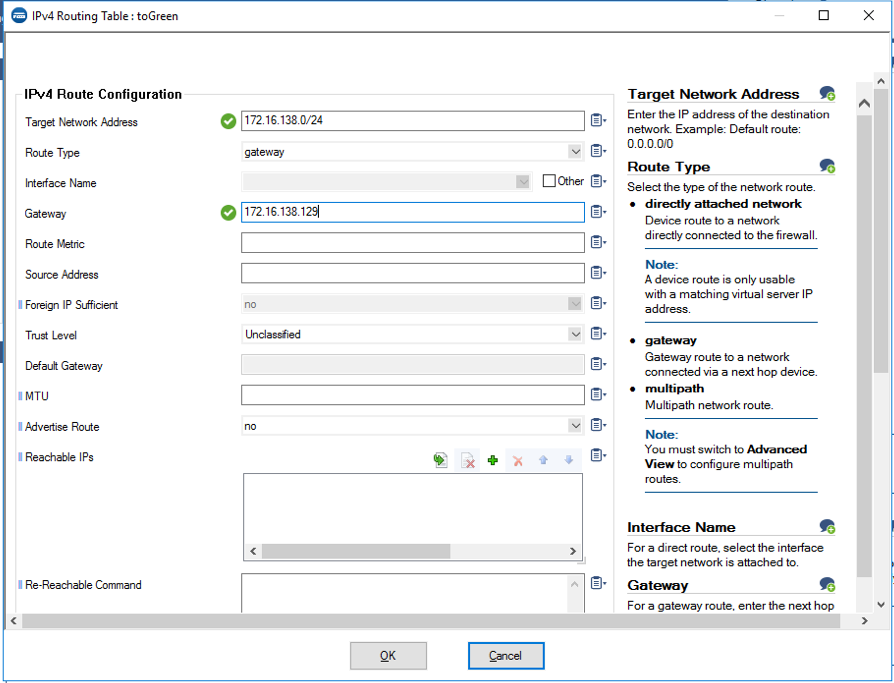 IPv4 Routing Table : toGreen
IPv4 Route Configuration
Target Network Address
172.16.138.0/24
Route Type
gateway
Interface Name
Other
Gateway
172.16.138.129
Route Metric
Source Address
Foreign IP Sufficient
no
Trust Level
Unclassified
Default Gateway
MTU
Advertise Route
no
Reachable IPs
Re-Reachable Command
Target Network Address
Enter the IP address of the destination
network. Example: Default route:
0.0.0.0/0
Route Type
Select the type of the network route.
• directly attached network
Device route to a network
directly connected to the firewall.
Note:
A device route is only usable
with a matching virtual server IP
address.
• gateway
Gateway route to a network
connected via a next hop device.
• multipath
Multipath network route.
Note:
You must switch to Advanced
View to configure multipath
routes.
Interface Name
For a direct route, select the interface
the target network is attached to.
Gateway
For a gateway route, enter the next hop
OK
Cancel